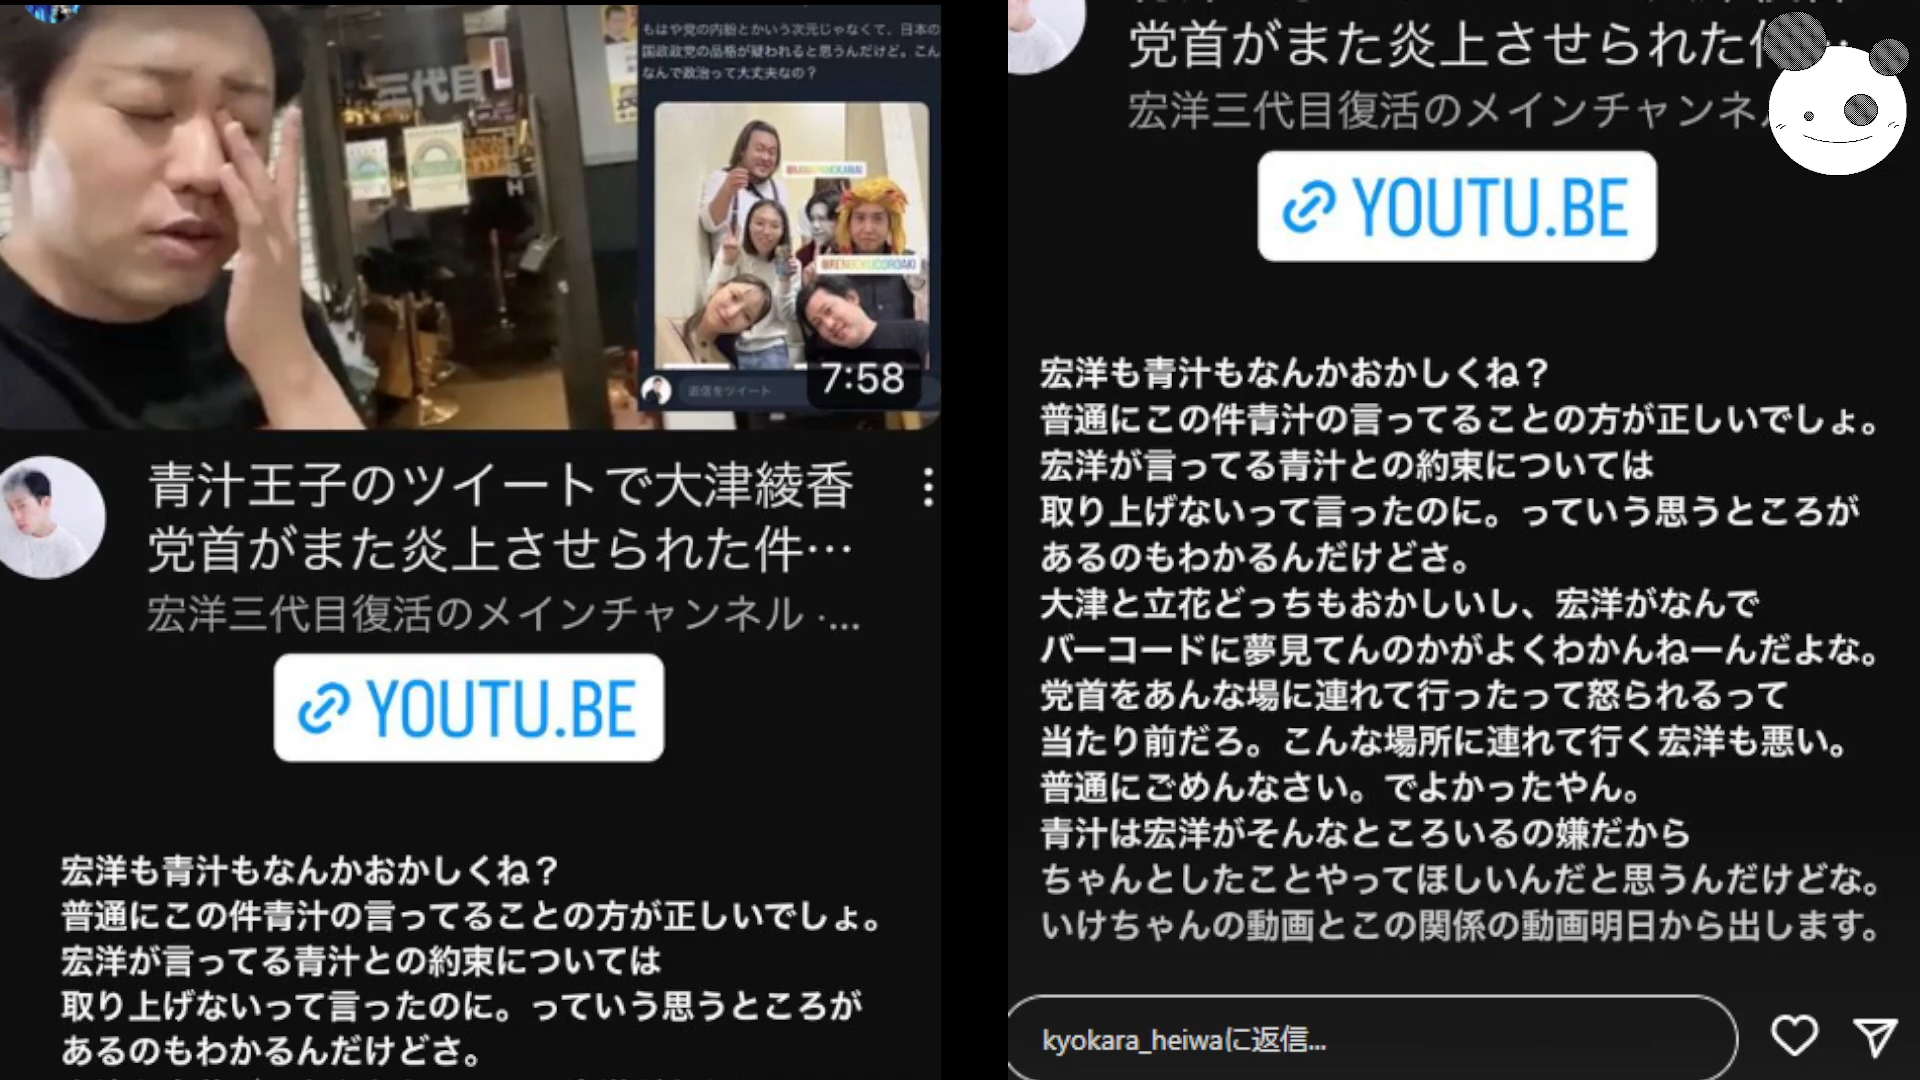 三代目
もはや党の内紛とかいう次元じゃなくて、日本の
国政政党の品格が疑われると思うんだけど。こん
なんで政治って大丈夫なの？
返信をツイート
7:58
青汁王子のツイートで大津綾香
党首がまた炎上させられた件…
宏洋三代目復活のメインチャンネル ·...
YOUTU.BE
宏洋も青汁もなんかおかしくね？
普通にこの件青汁の言ってることの方が正しいでしょ。
宏洋が言ってる青汁との約束については
取り上げないって言ったのに。っていう思うところが
あるのもわかるんだけどさ。
党首がまた炎上させられた件
宏洋三代目復活のメインチャンネル
YOUTU.BE
宏洋も青汁もなんかおかしくね？
普通にこの件青汁の言ってることの方が正しいでしょ。
宏洋が言ってる青汁との約束については
取り上げないって言ったのに。っていう思うところが
あるのもわかるんだけどさ。
大津と立花どっちもおかしいし、宏洋がなんで
バーコードに夢見てんのかがよくわかんねーんだよな。
党首をあんな場に連れて行ったって怒られるって
当たり前だろ。こんな場所に連れて行く宏洋も悪い。
普通にごめんなさい。でよかったやん。
青汁は宏洋がそんなところいるの嫌だから
ちゃんとしたことやってほしいんだと思うんだけどな。
いけちゃんの動画とこの関係の動画明日から出します。
kyokara_heiwaに返信...